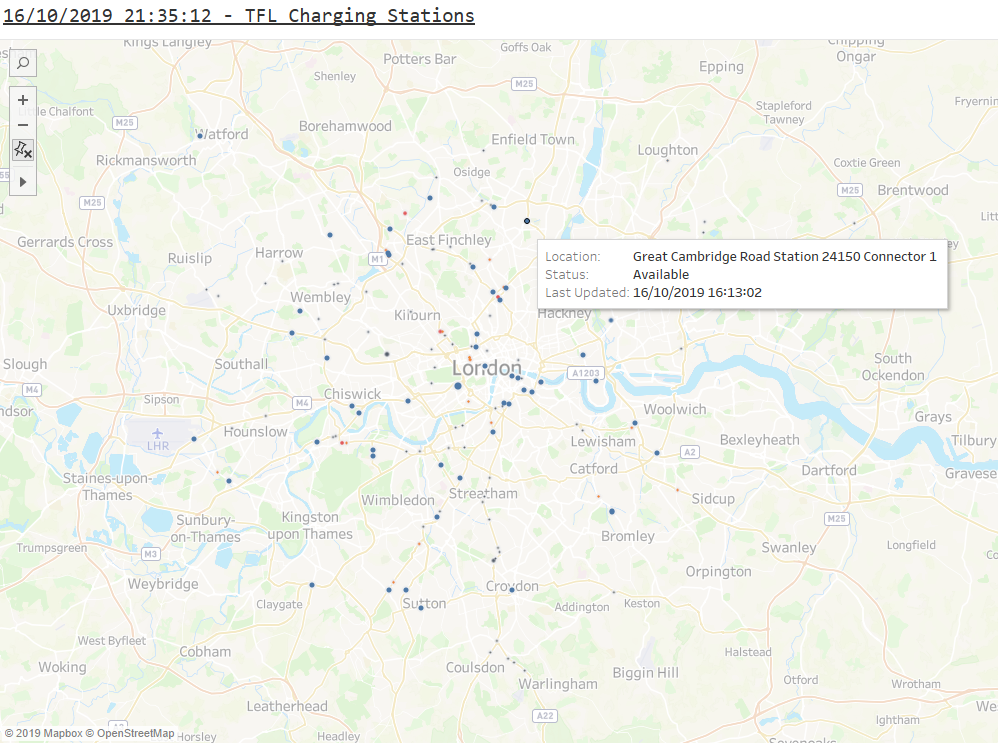 16/10/2019 21:35:12 - TFL Charging Stations
Kings Langley
Goffs Oak
Chipping
Ongar
Potters Bar
Epping
Shenley
M25
Little Chalfont
Stapleford
Tawney
Fryerning
M25
Borehamwood
Watford
Enfield Town
Loughton
Rickmansworth
Coxtie Green
Osidge
M25
Brentwood
M25
Gerrards Cross
East Finchley
Harrow
Ruislip
M1
Location: Great Cambridge Road Station 24150 Connector 1
Status: Available
Last Updated: 16/10/2019 16:13:02
Wembley
Uxbridge
Kilburn
Hackney
Slough
Southall
London
A1203
South
Ockendon
M4
Sipson
Chiswick
M4
Woolwich
Grays
LHR
Hounslow
Lewisham
Bexleyheath
Tilbury
A2
Catford
Dartford
Staines-upon-
Thames
Wimbledon
Streatham
Sidcup
Sunbury-
on-Thames
Kingston
upon Thames
M25
Bromley
Trumpsgreen
M3
Swanley
Longfield
Weybridge
Orpington
Croydon
Claygate
Sutton
Addington
Keston
West Byfleet
Cobham
Halstead
Woking
Coulsdon
Biggin Hill
Warlingham
Otford
Wrotham
Leatherhead
A22
Ightham
© 2019 Mapbox © OpenStreetMap
Horsley
Headley
Sevenoaks